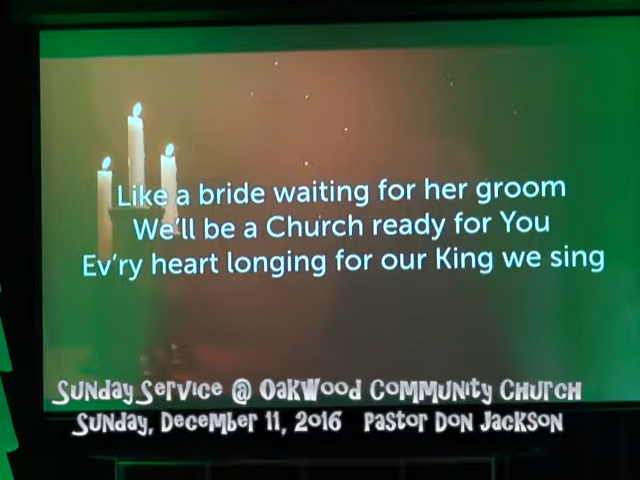 Like a bride waiting for her groom
We'll be a Church ready for You
Ev'ry heart longing for our King we sing
Sunday Service @ Oakwood Community Church
Sunday, December 11, 2016 Pastor Don Jackson